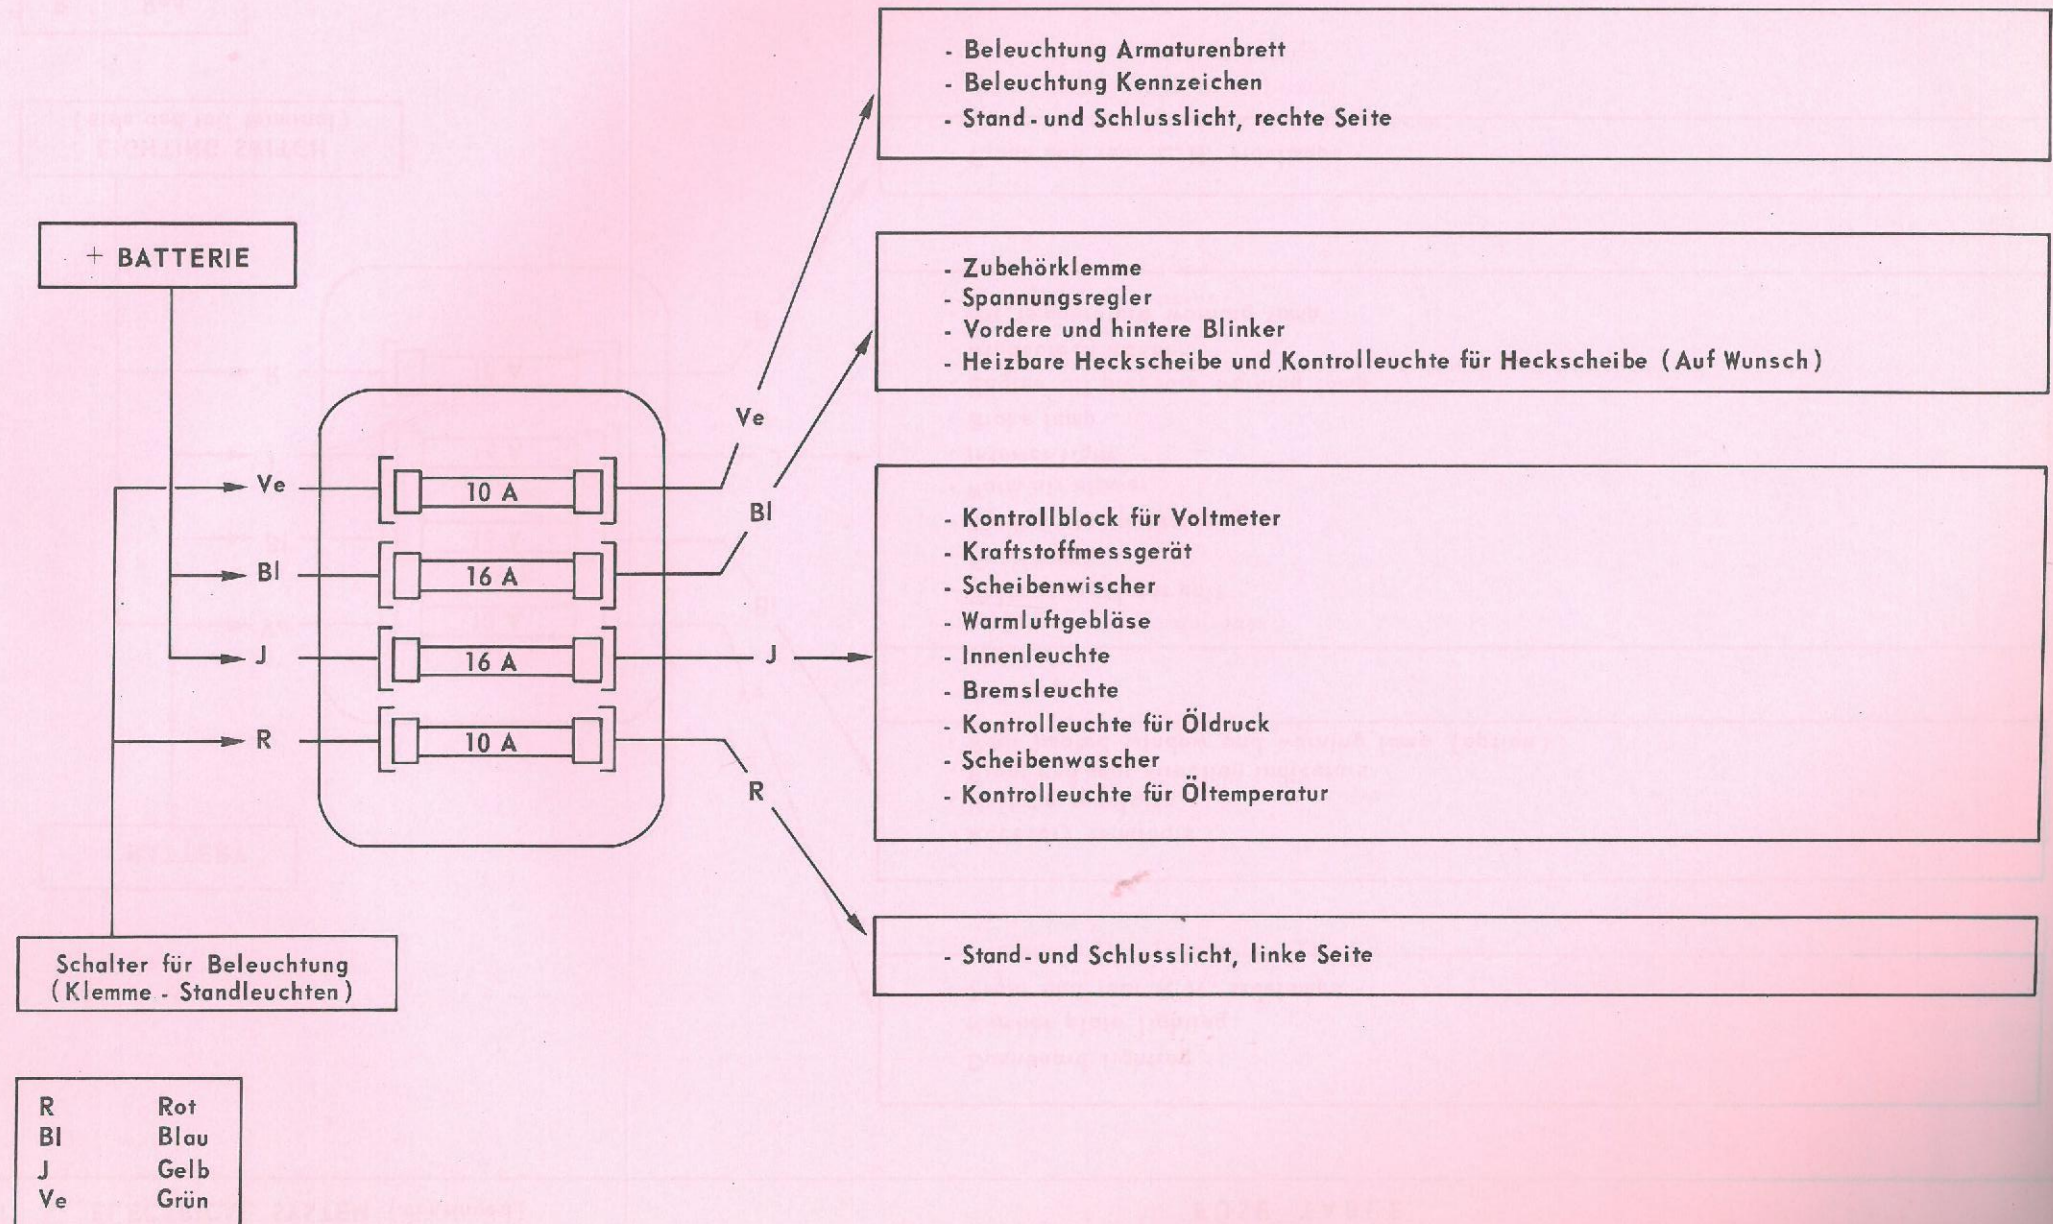 - Beleuchtung Armaturenbrett
- Beleuchtung Kennzeichen
- Stand- und Schlusslicht, rechte Seite
+ BATTERIE
- Zubehörklemme
- Spannungsregler
- Vordere und hintere Blinker
- Heizbare Heckscheibe und Kontrolleuchte für Heckscheibe (Auf Wunsch)
Ve
Ve
10 A
Bl
Bl
16 A
J
16 A
J
R
10 A
R
- Kontrollblock für Voltmeter
- Kraftstoffmessgerät
- Scheibenwischer
- Warmluftgebläse
- Innenleuchte
- Bremsleuchte
- Kontrolleuchte für Öldruck
- Scheibenwascher
- Kontrolleuchte für Öltemperatur
- Stand- und Schlusslicht, linke Seite
Schalter für Beleuchtung
(Klemme - Standleuchten)
R Rot
Bl Blau
J Gelb
Ve Grün